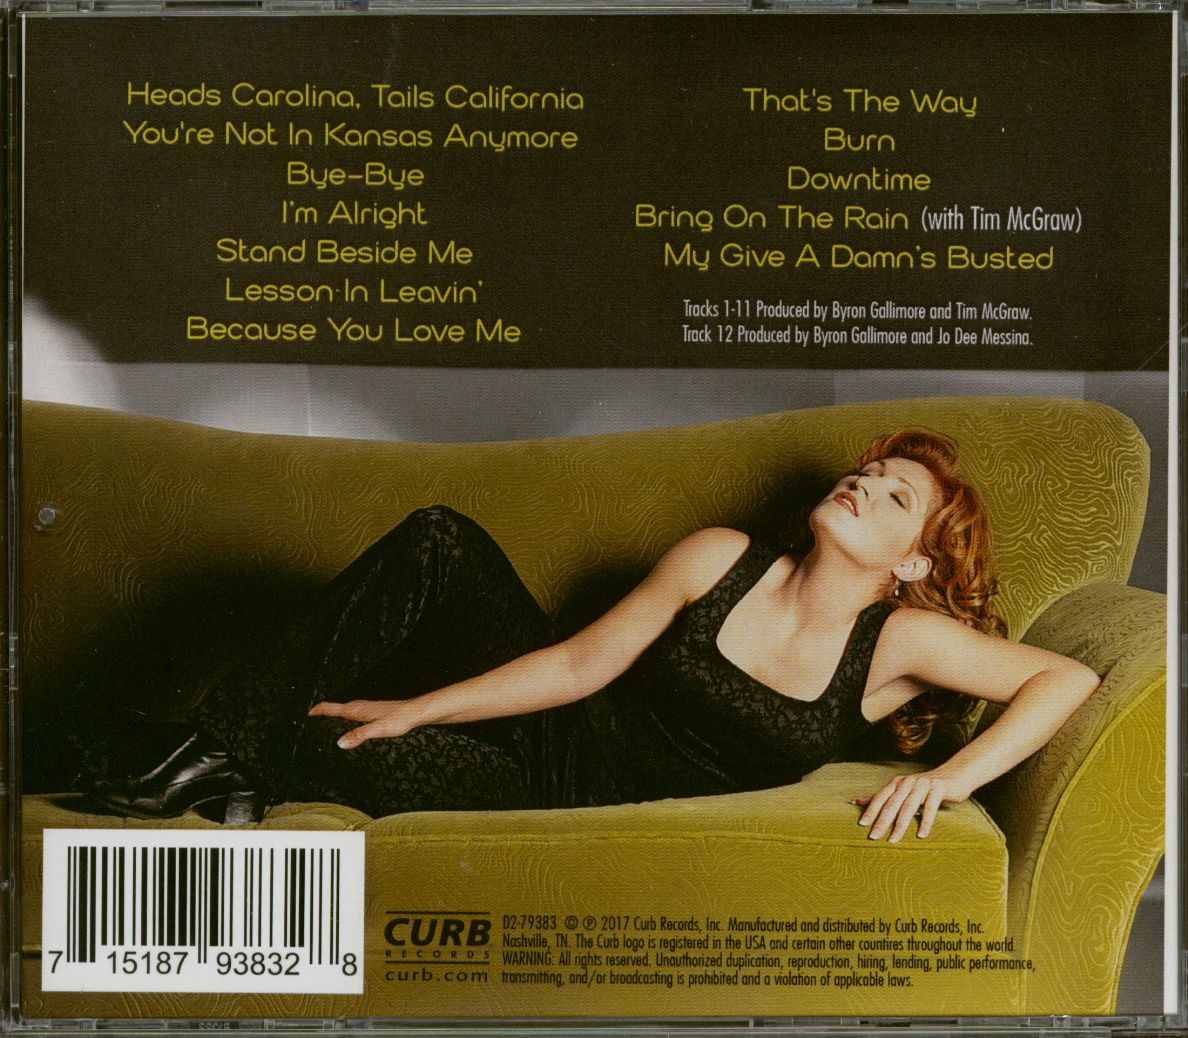 Heads Carolina, Tails California
You're Not In Kansas Anymore
Bye-Bye
I'm Alright
Stand Beside Me
Lesson In Leavin'
Because You Love Me
That's The Way
Burn
Downtime
Bring On The Rain (with Tim McGraw)
My Give A Damn's Busted
Tracks 1-11 Produced by Byron Gallimore and Tim McGraw.
Track 12 Produced by Byron Gallimore and Jo Dee Messina.
7 15187 93832 8
CURB
RECORDS
curb.com
D2-79383 © ℗ 2017 Curb Records, Inc. Manufactured and distributed by Curb Records, Inc.
Nashville, TN. The Curb logo is registered in the USA and certain other countires throughout the world.
WARNING: All rights reserved. Unauthorized duplication, reproduction, hiring, lending, public performance,
transmitting, and/or broadcasting is prohibited and a violation of applicable laws.